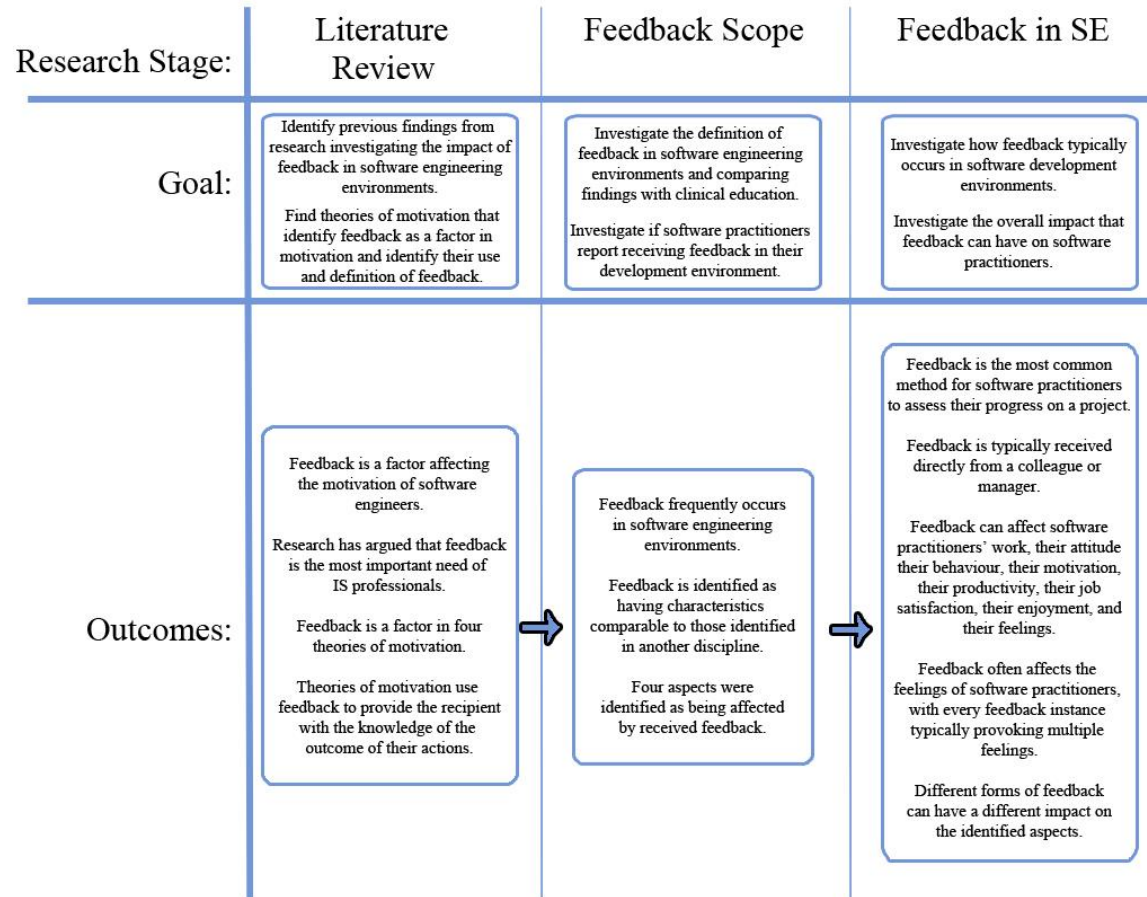 Research Stage:
Literature
Review
Feedback Scope
Feedback in SE
Goal:
Identify previous findings from
research investigating the impact of
feedback in software engineering
environments.
Find theories of motivation that
identify feedback as a factor in
motivation and identify their use
and definition of feedback.
Investigate the definition of
feedback in software engineering
environments and comparing
findings with clinical education.
Investigate if software practitioners
report receiving feedback in their
development environment.
Investigate how feedback typically
occurs in software development
environments.
Investigate the overall impact that
feedback can have on software
practitioners.
Outcomes:
Feedback is a factor affecting
the motivation of software
engineers.
Research has argued that feedback
is the most important need of
IS professionals.
Feedback is a factor in four
theories of motivation.
Theories of motivation use
feedback to provide the recipient
with the knowledge of the
outcome of their actions.
Feedback frequently occurs
in software engineering
environments.
Feedback is identified as
having characteristics
comparable to those identified
in another discipline.
Four aspects were
identified as being affected
by received feedback.
Feedback is the most common
method for software practitioners
to assess their progress on a project.
Feedback is typically received
directly from a colleague or
manager.
Feedback can affect software
practitioners’ work, their attitude
their behaviour, their motivation,
their productivity, their job
satisfaction, their enjoyment, and
their feelings.
Feedback often affects the
feelings of software practitioners,
with every feedback instance
typically provoking multiple
feelings.
Different forms of feedback
can have a different impact on
the identified aspects.